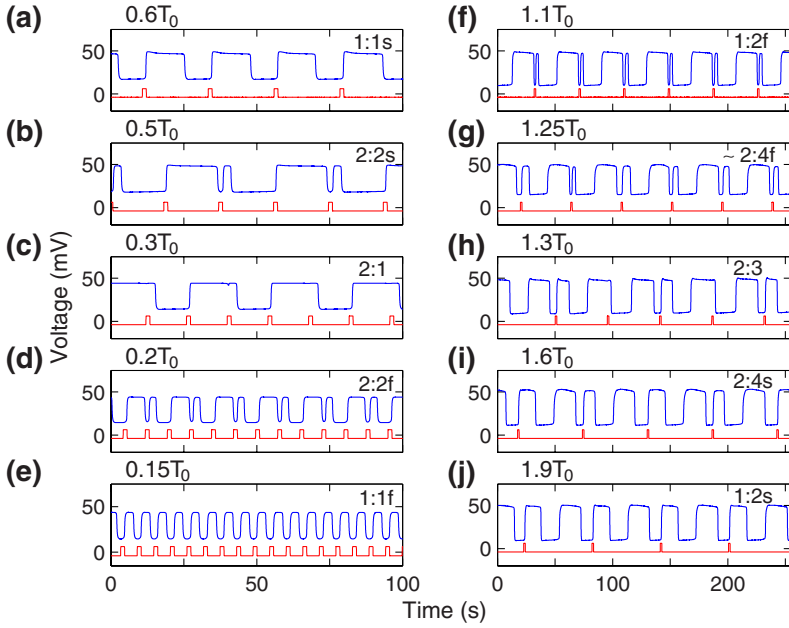 (a) 0.6T0
1:1s
50
0
(b) 0.5T0
2:2s
50
0
(c) 0.3T0
2:1
50
0
(d) 0.2T0
2:2f
50
0
(e) 0.15T0
1:1f
50
0
0 50 100
Voltage (mV)
(f) 1.1T0
1:2f
50
0
(g) 1.25T0
~ 2:4f
50
0
(h) 1.3T0
2:3
50
0
(i) 1.6T0
2:4s
50
0
(j) 1.9T0
1:2s
50
0
0 100 200
Time (s)